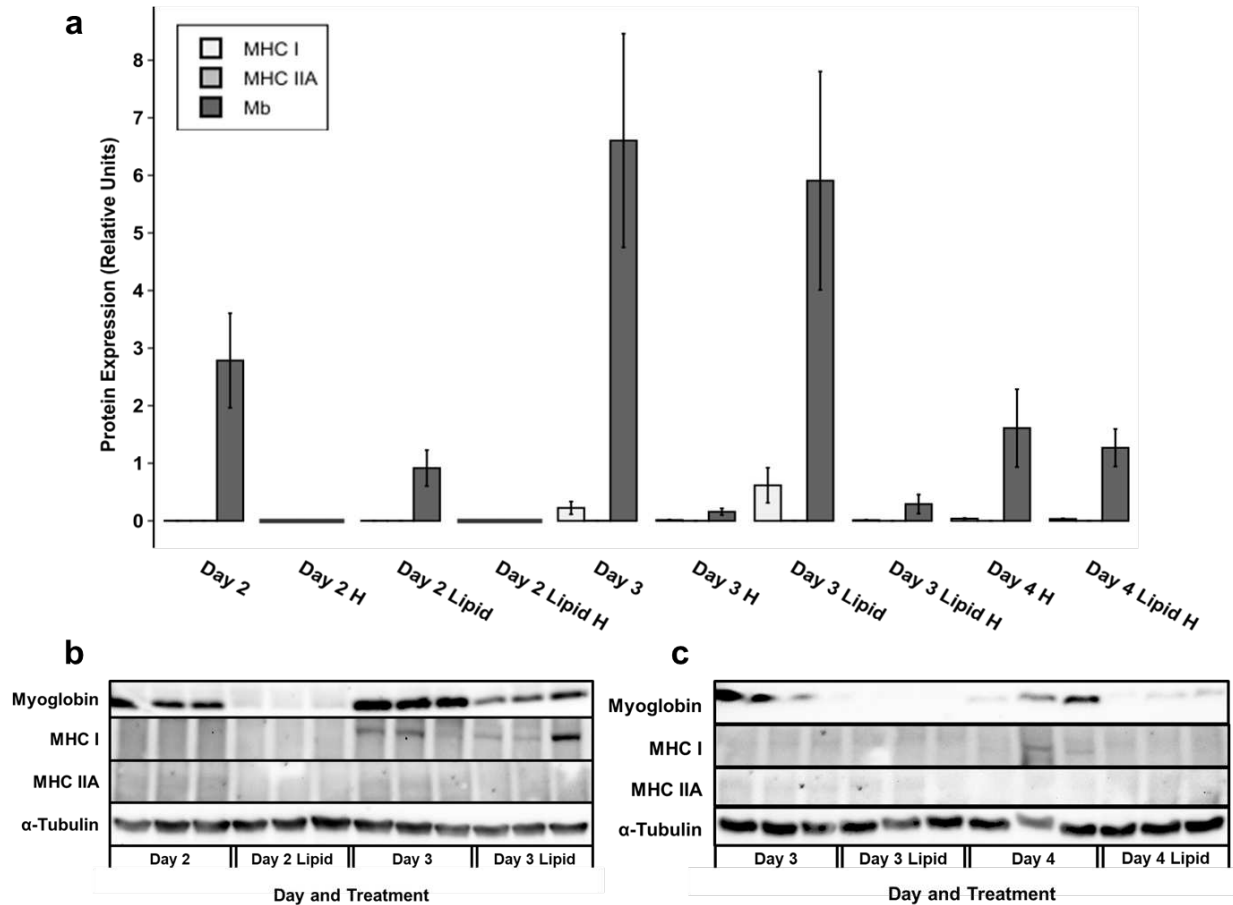 a
MHC I
MHC IIA
Mb
Protein Expression (Relative Units)
8
7
6
5
4
3
2
1
0
Day 2
Day 2 H
Day 2 Lipid
Day 2 Lipid H
Day 3
Day 3 H
Day 3 Lipid
Day 3 Lipid H
Day 4 H
Day 4 Lipid H
b
Myoglobin
MHC I
MHC IIA
α-Tubulin
Day 2
Day 2 Lipid
Day 3
Day 3 Lipid
Day and Treatment
c
Myoglobin
MHC I
MHC IIA
α-Tubulin
Day 3
Day 3 Lipid
Day 4
Day 4 Lipid
Day and Treatment